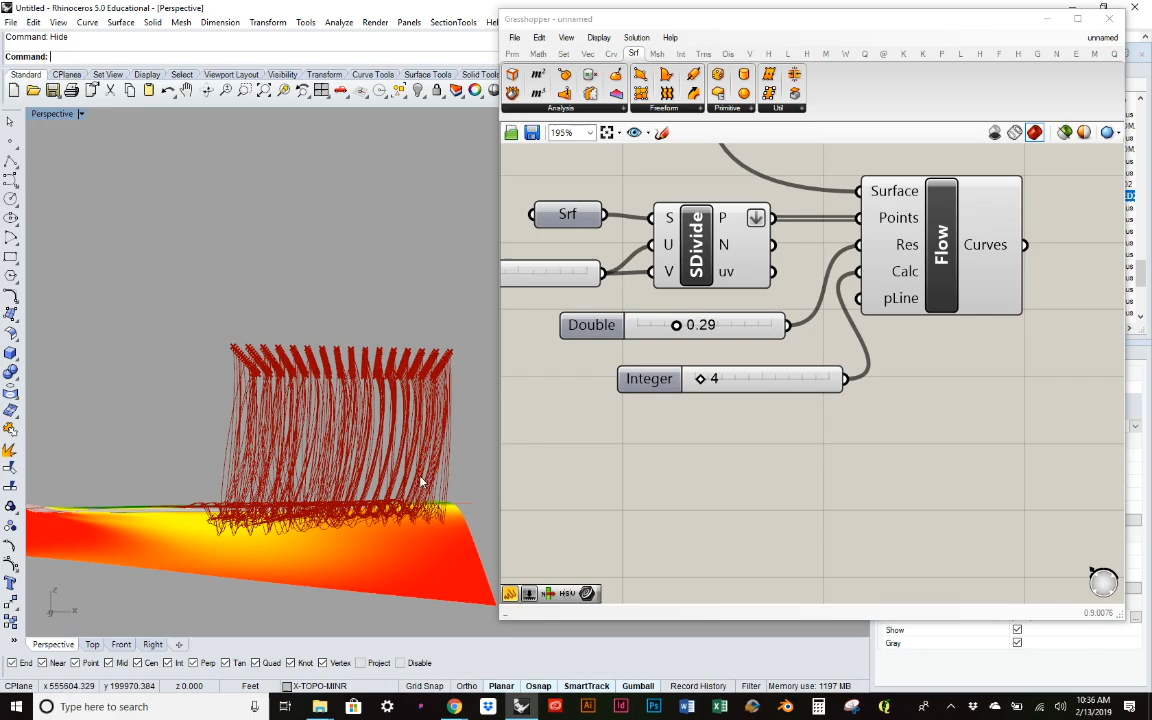 Untitled - Rhinoceros 5.0 Educational - [Perspective]
File Edit View Curve Surface Solid Mesh Dimension Transform Tools Analyze Render Panels SectionTools Help
Command: Hide
Command:
Standard CPlanes Set View Display Select Viewport Layout Visibility Transform Curve Tools Surface Tools Solid Tools
Perspective
Grasshopper - unnamed
File Edit View Display Solution Help unnamed
Prm Math Set Vec Crv Srf Msh Int Trns Dis V H L H M W Q @ K K P L F E H G N E A M Q
Analysis Freeform Primitive Util
195%
Srf
S
U
V
SDivide
P
N
uv
Surface
Points
Res
Calc
pLine
Flow
Curves
Double 0.29
Integer 4
0.9.0076
z
x
y
Perspective Top Front Right
Show
Gray
End Near Point Mid Cen Int Perp Tan Quad Knot Vertex Project Disable
CPlane x 555604.329 y 199970.384 z 0.000 Feet X-TOPO-MINR Grid Snap Ortho Planar Osnap SmartTrack Gumball Record History Filter Memory use: 1197 MB
Type here to search
10:36 AM
2/13/2019